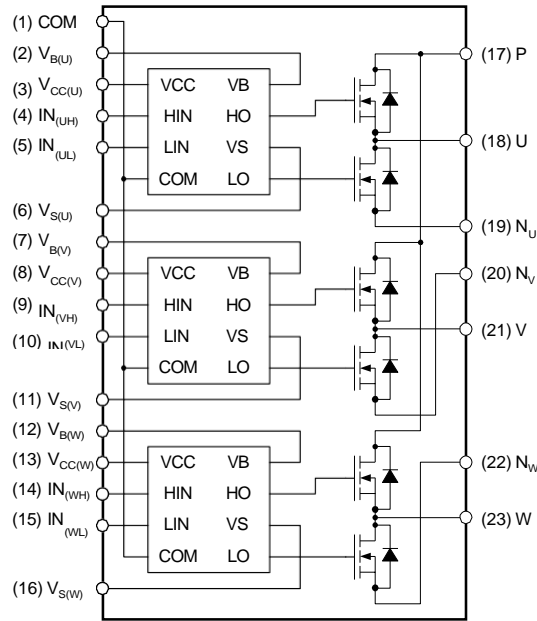 (1) COM
(2) VB(U)
(3) VCC(U)
(4) IN(UH)
(5) IN(UL)
(6) VS(U)
(7) VB(V)
(8) VCC(V)
(9) IN(VH)
(10) IN(VL)
(11) VS(V)
(12) VB(W)
(13) VCC(W)
(14) IN(WH)
(15) IN(WL)
(16) VS(W)
VCC VB
HIN HO
LIN VS
COM LO
VCC VB
HIN HO
LIN VS
COM LO
VCC VB
HIN HO
LIN VS
COM LO
(17) P
(18) U
(19) NU
(20) NV
(21) V
(22) NW
(23) W